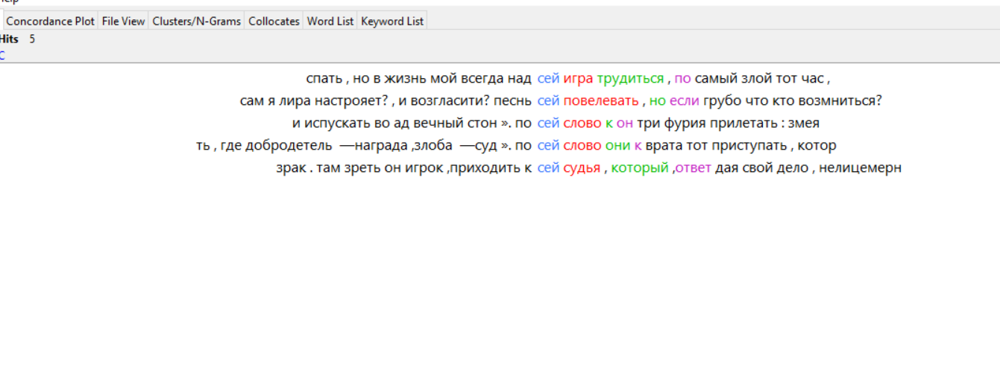 Concordance Plot File View Clusters/N-Grams Collocates Word List Keyword List
Hits 5
спать , но в жизнь мой всегда над сей игра трудиться , по самый злой тот час ,
сам я лира настрояет? , и возгласити? песнь сей повелевать , но если грубо что кто возмниться?
и испускать во ад вечный стон ». по сей слово к он три фурия прилетать : змея
ть , где добродетель —награда ,злоба —суд ». по сей слово они к врата тот приступать , котор
зрак . там зреть он игрок ,приходить к сей судья , который ,ответ дая свой дело , нелицемерн